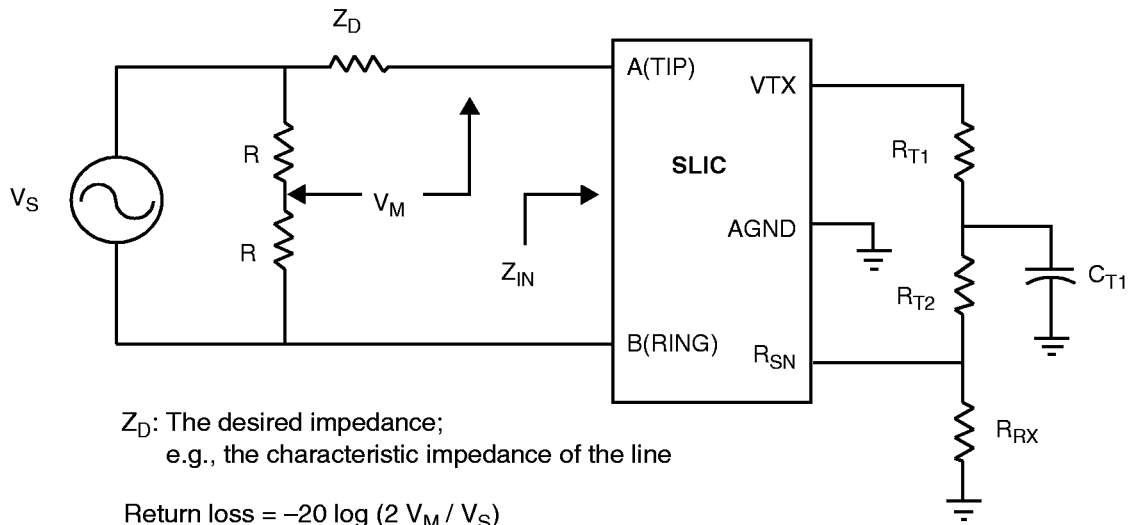 Z_D
A(TIP)
VTX
R
R_T1
SLIC
V_S
V_M
AGND
R
Z_IN
R_T2
C_T1
B(RING)
R_SN
R_RX
Z_D: The desired impedance;
e.g., the characteristic impedance of the line
Return loss = –20 log (2 V_M / V_S)